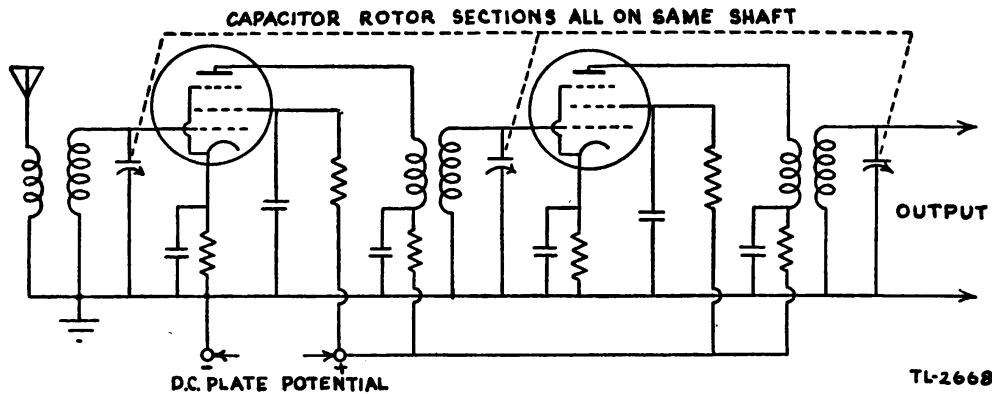 CAPACITOR ROTOR SECTIONS ALL ON SAME SHAFT
OUTPUT
- +
D.C. PLATE POTENTIAL
TL-2668